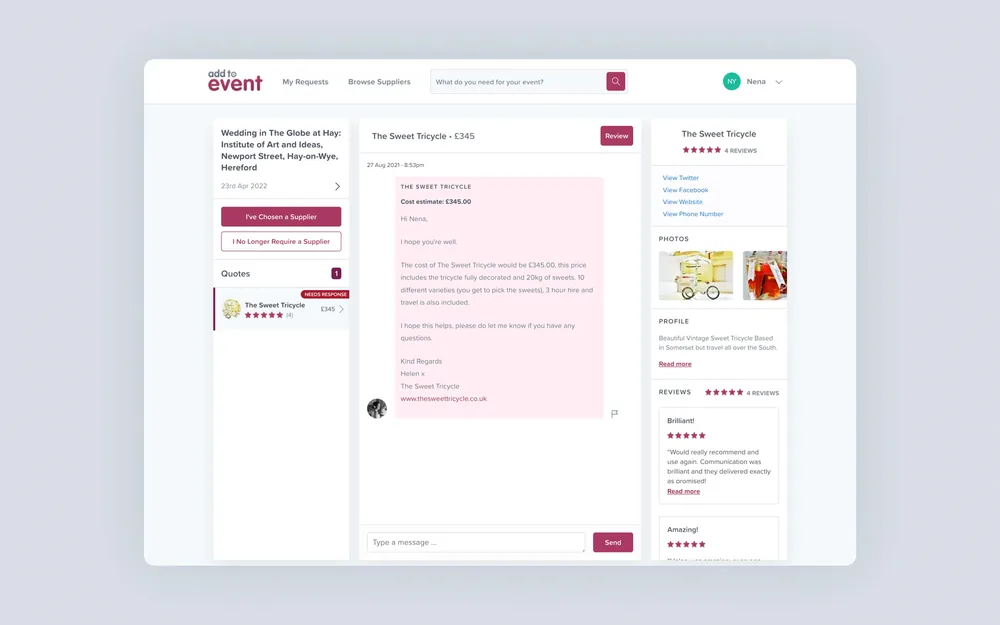 add to
event
My Requests
Browse Suppliers
What do you need for your event?
NY
Nena
Wedding in The Globe at Hay:
Institute of Art and Ideas,
Newport Street, Hay-on-Wye,
Hereford
23rd Apr 2022
I've Chosen a Supplier
I No Longer Require a Supplier
Quotes
1
NEEDS RESPONSE
The Sweet Tricycle
(4)
£345
The Sweet Tricycle • £345
Review
27 Aug 2021 - 8:53pm
THE SWEET TRICYCLE
Cost estimate: £345.00
Hi Nena,
I hope you're well.
The cost of The Sweet Tricycle would be £345.00, this price
includes the tricycle fully decorated and 20kg of sweets. 10
different varieties (you get to pick the sweets), 3 hour hire and
travel is also included.
I hope this helps, please do let me know if you have any
questions.
Kind Regards
Helen x
The Sweet Tricycle
www.thesweettricycle.co.uk
Type a message ...
Send
The Sweet Tricycle
4 REVIEWS
View Twitter
View Facebook
View Website
View Phone Number
PHOTOS
PROFILE
Beautiful Vintage Sweet Tricycle Based
in Somerset but travel all over the South.
Read more
REVIEWS
4 REVIEWS
Brilliant!
"Would really recommend and
use again. Communication was
brilliant and they delivered exactly
as oromised!
Read more
Amazing!